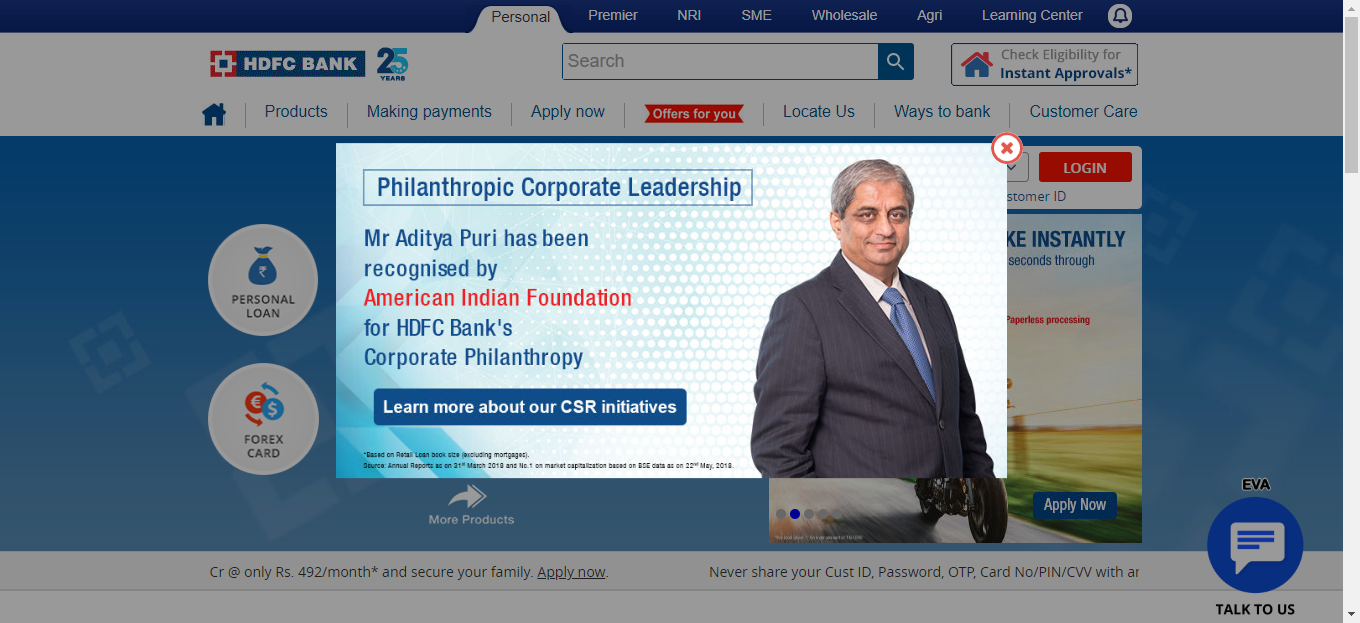 Personal
Premier
NRI
SME
Wholesale
Agri
Learning Center
HDFC BANK
25
YEARS
Search
Check Eligibility for
Instant Approvals*
Products
Making payments
Apply now
Offers for you
Locate Us
Ways to bank
Customer Care
LOGIN
stomer ID
Philanthropic Corporate Leadership
Mr Aditya Puri has been
recognised by
American Indian Foundation
for HDFC Bank's
Corporate Philanthropy
Learn more about our CSR initiatives
*Based on Retail Loan book size (excluding mortgages).
Source: Annual Reports as on 31st March 2018 and No.1 on market capitalization based on BSE data as on 22nd May, 2018.
PERSONAL
LOAN
FOREX
CARD
More Products
KE INSTANTLY
seconds through
Paperless processing
Apply Now
EVA
TALK TO US
Cr @ only Rs. 492/month* and secure your family. Apply now.
Never share your Cust ID, Password, OTP, Card No/PIN/CVV with